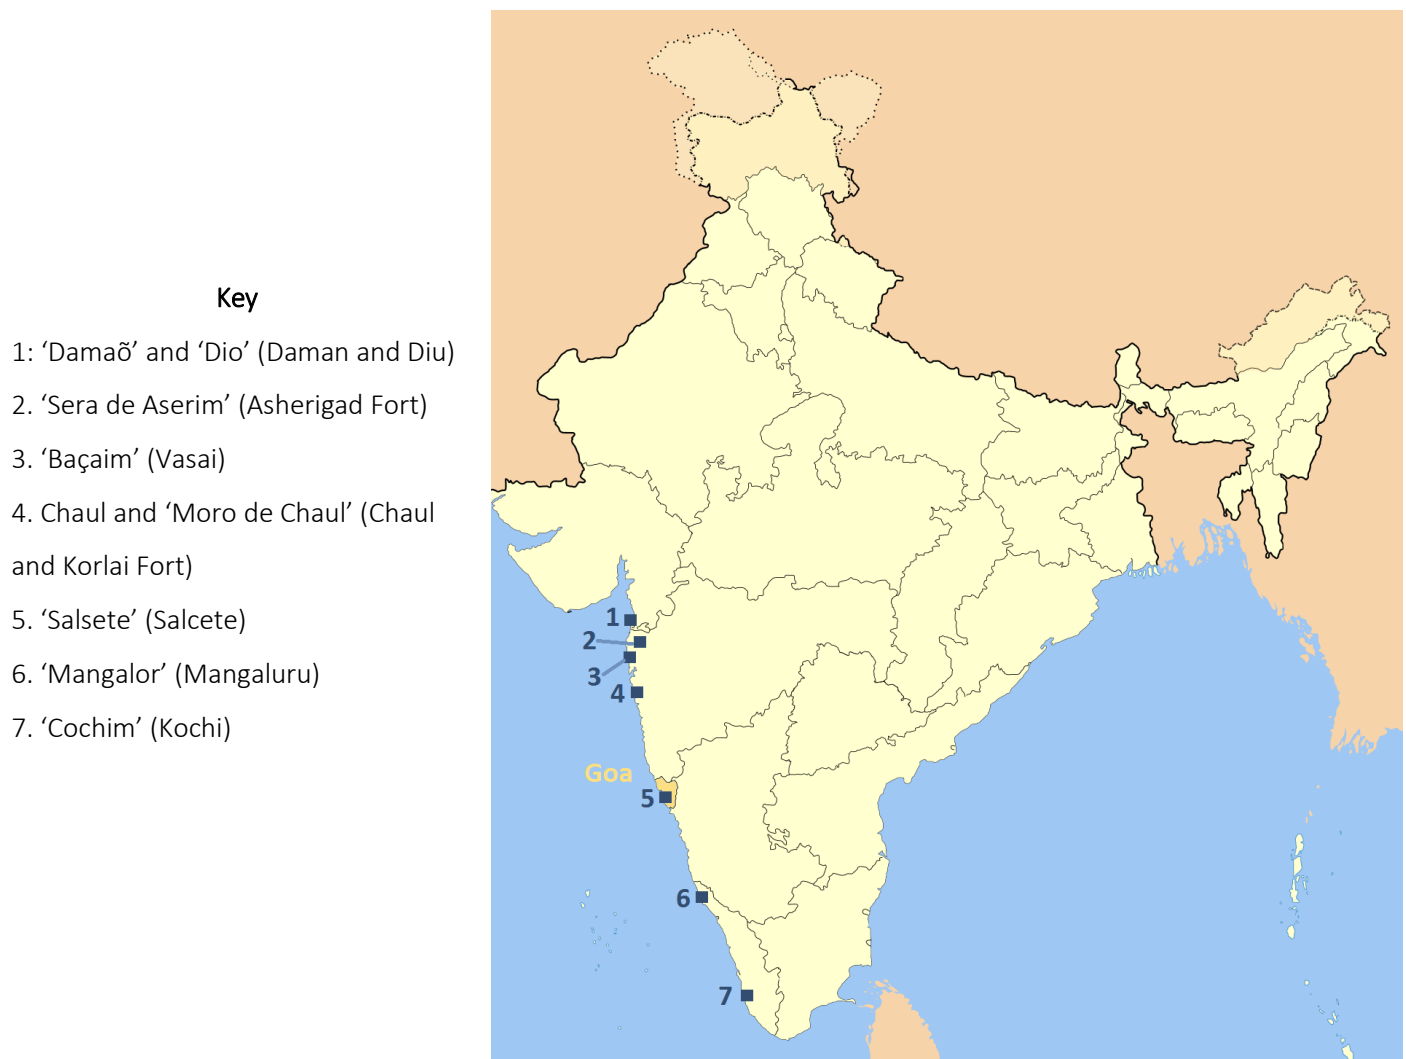 Key
1: ‘Damaõ’ and ‘Dio’ (Daman and Diu)
2. ‘Sera de Aserim’ (Asherigad Fort)
3. ‘Baçaim’ (Vasai)
4. Chaul and ‘Moro de Chaul’ (Chaul
and Korlai Fort)
5. ‘Salsete’ (Salcete)
6. ‘Mangalor’ (Mangaluru)
7. ‘Cochim’ (Kochi)
1
2
3
4
Goa
5
6
7